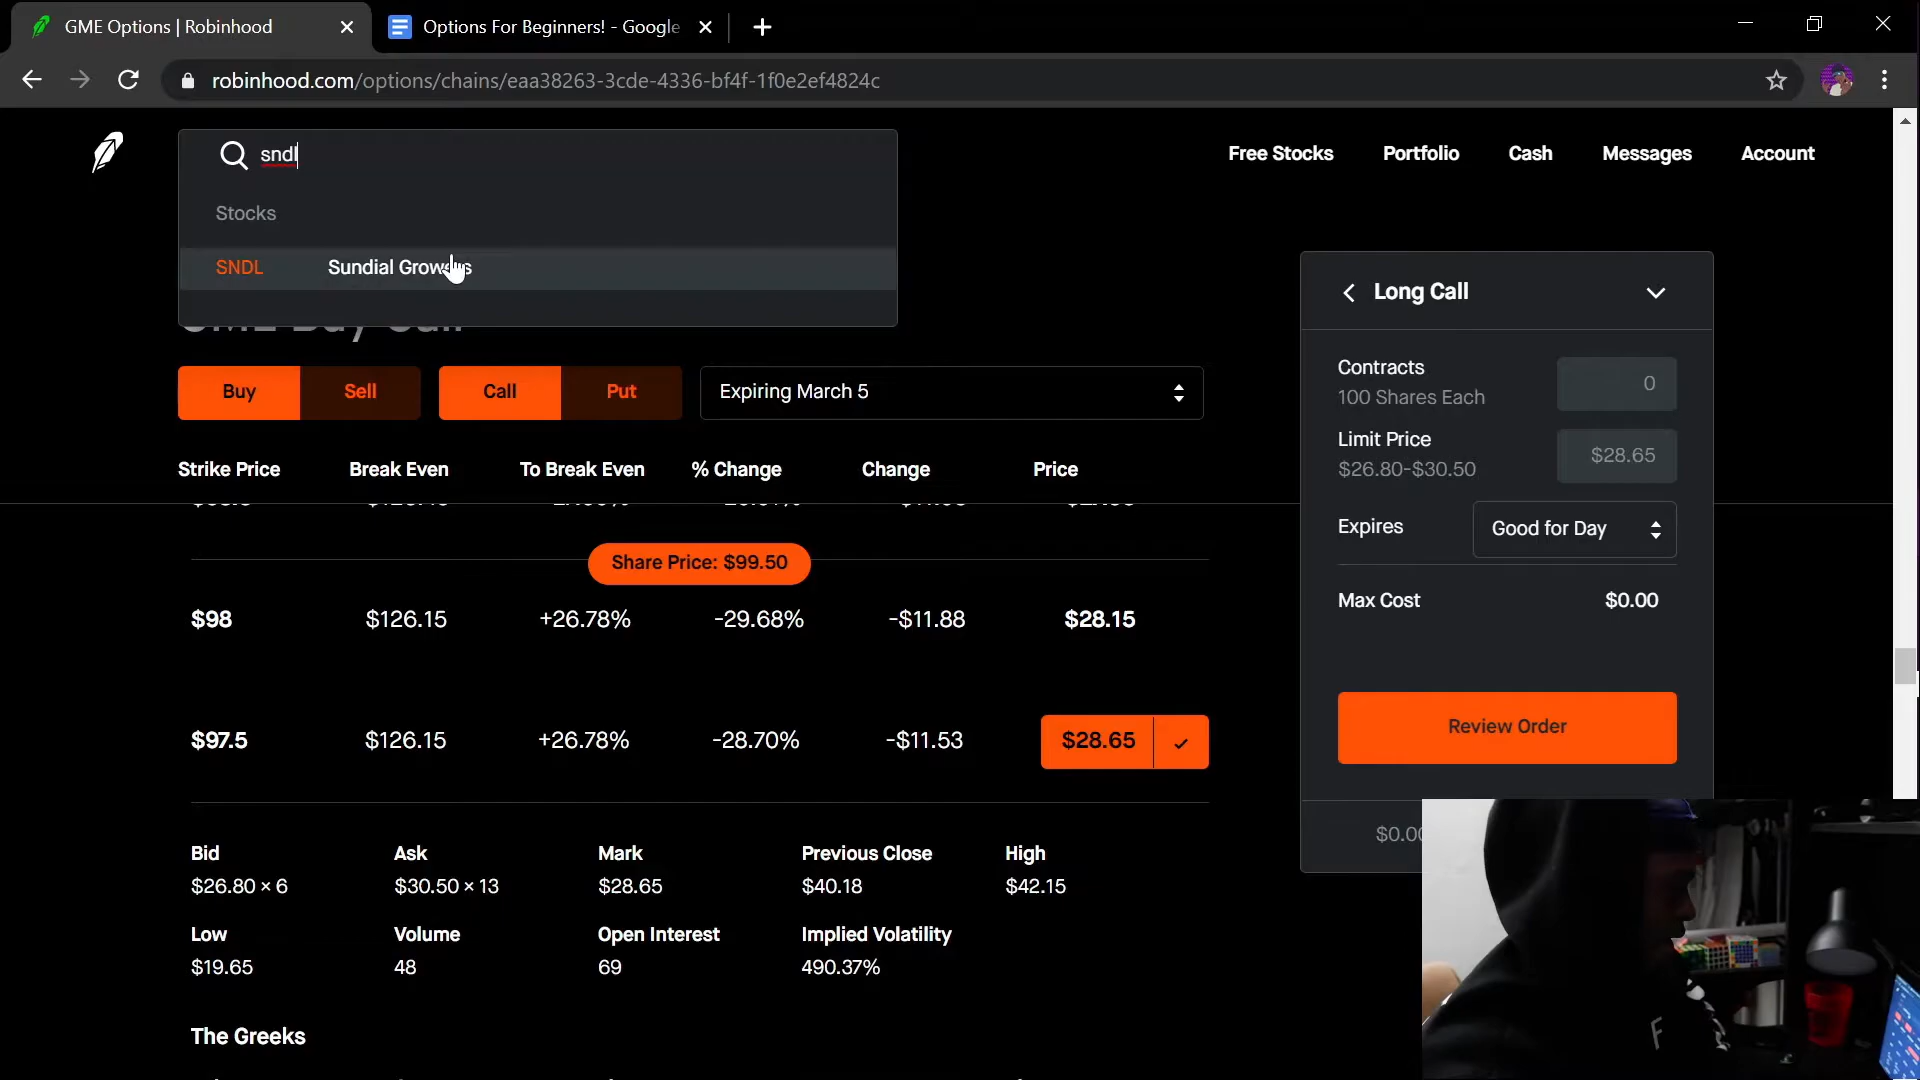 GME Options | Robinhood
Options For Beginners! - Google
robinhood.com/options/chains/eaa38263-3cde-4336-bf4f-1f0e2ef4824c
sndl
Free Stocks Portfolio Cash Messages Account
Stocks
SNDL Sundial Growers
GME Buy Call
Buy Sell Call Put Expiring March 5
Strike Price Break Even To Break Even % Change Change Price
Share Price: $99.50
$98 $126.15 +26.78% -29.68% -$11.88 $28.15
$97.5 $126.15 +26.78% -28.70% -$11.53 $28.65
Bid Ask Mark Previous Close High
$26.80 × 6 $30.50 × 13 $28.65 $40.18 $42.15
Low Volume Open Interest Implied Volatility
$19.65 48 69 490.37%
The Greeks
Long Call
Contracts 0
100 Shares Each
Limit Price $28.65
$26.80-$30.50
Expires Good for Day
Max Cost $0.00
Review Order